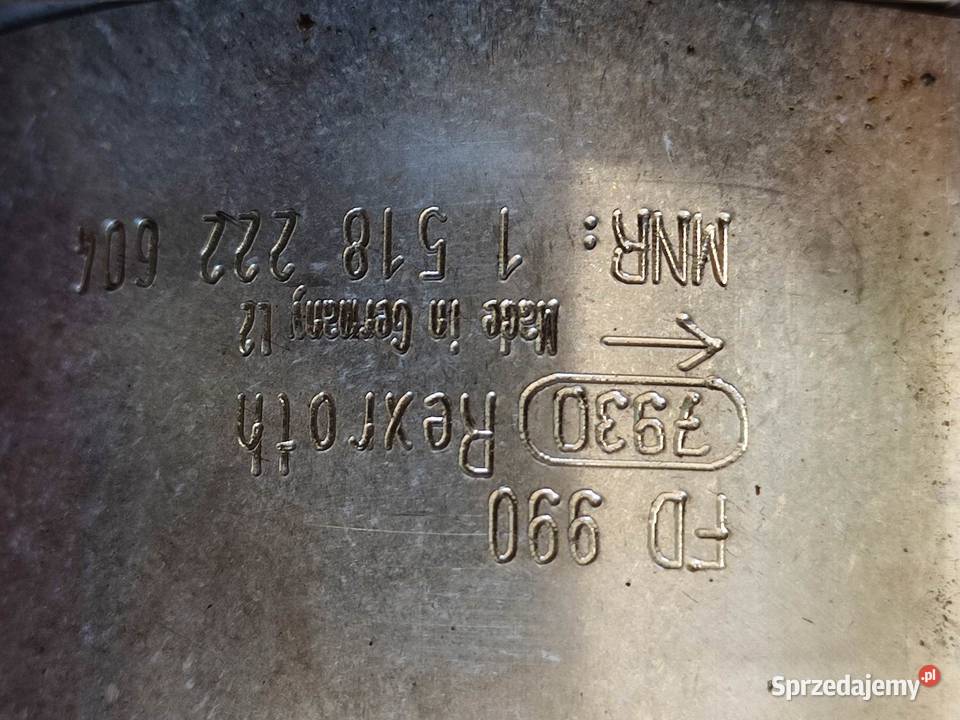 FD 990
7930 Rexroth
← Made in Germany L2
MNR: 1 518 222 604
Sprzedajemy.pl